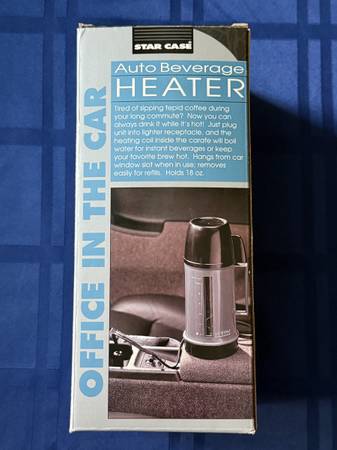 STAR CASE
Auto Beverage
HEATER
Tired of sipping tepid coffee during
your long commute? Now you can
always drink it while it's hot! Just plug
unit into lighter receptacle, and the
heating coil inside the carafe will boil
water for instant beverages or keep
your favorite brew hot. Hangs from car
window slot when in use; removes
easily for refills. Holds 18 oz.
OFFICE IN THE CAR